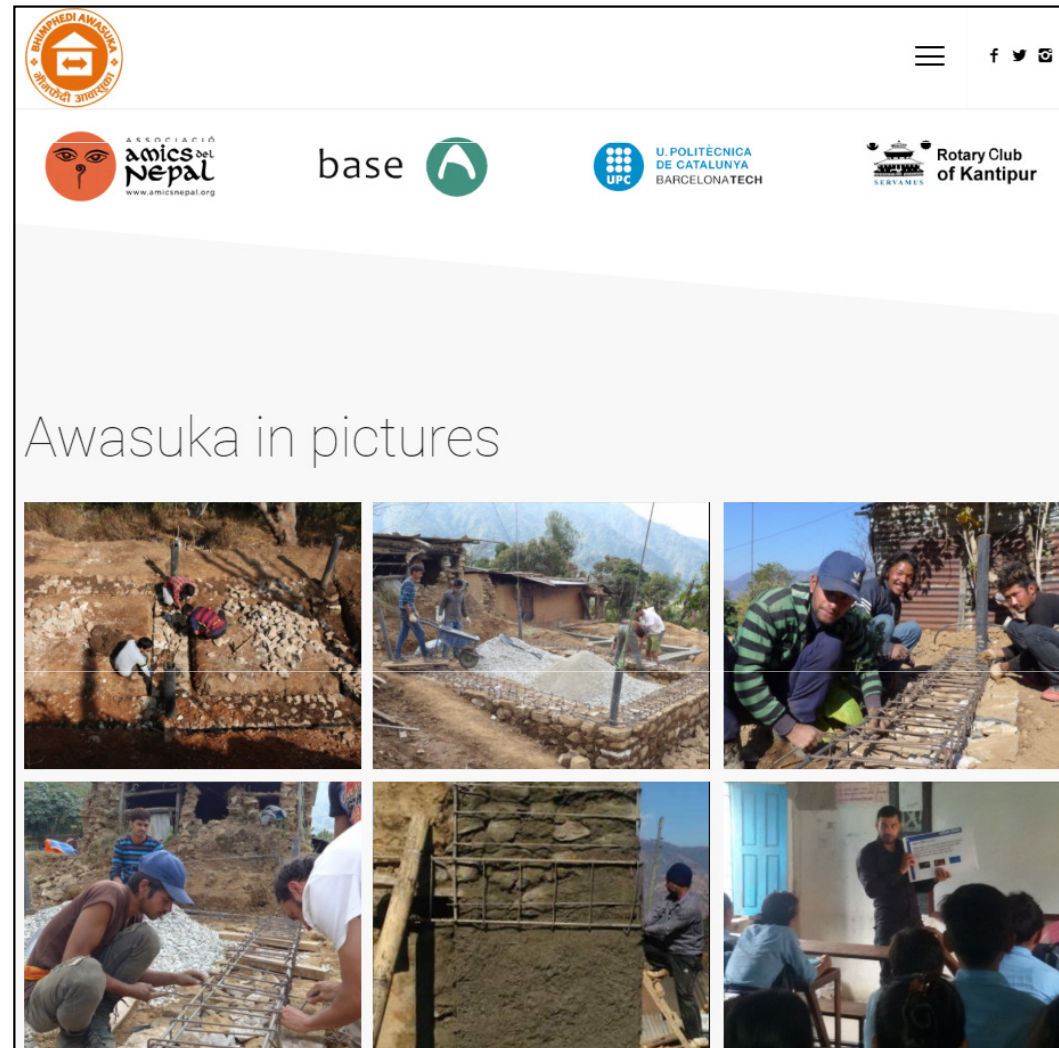 BHIMPHEDI AWASUKA
भीमफेदी आवासुका
ASSOCIACIÓ
amics del
NEPAL
www.amicsnepal.org
base
UPC
U. POLITÈCNICA
DE CATALUNYA
BARCELONATECH
SERVAMUS
Rotary Club
of Kantipur
Awasuka in pictures